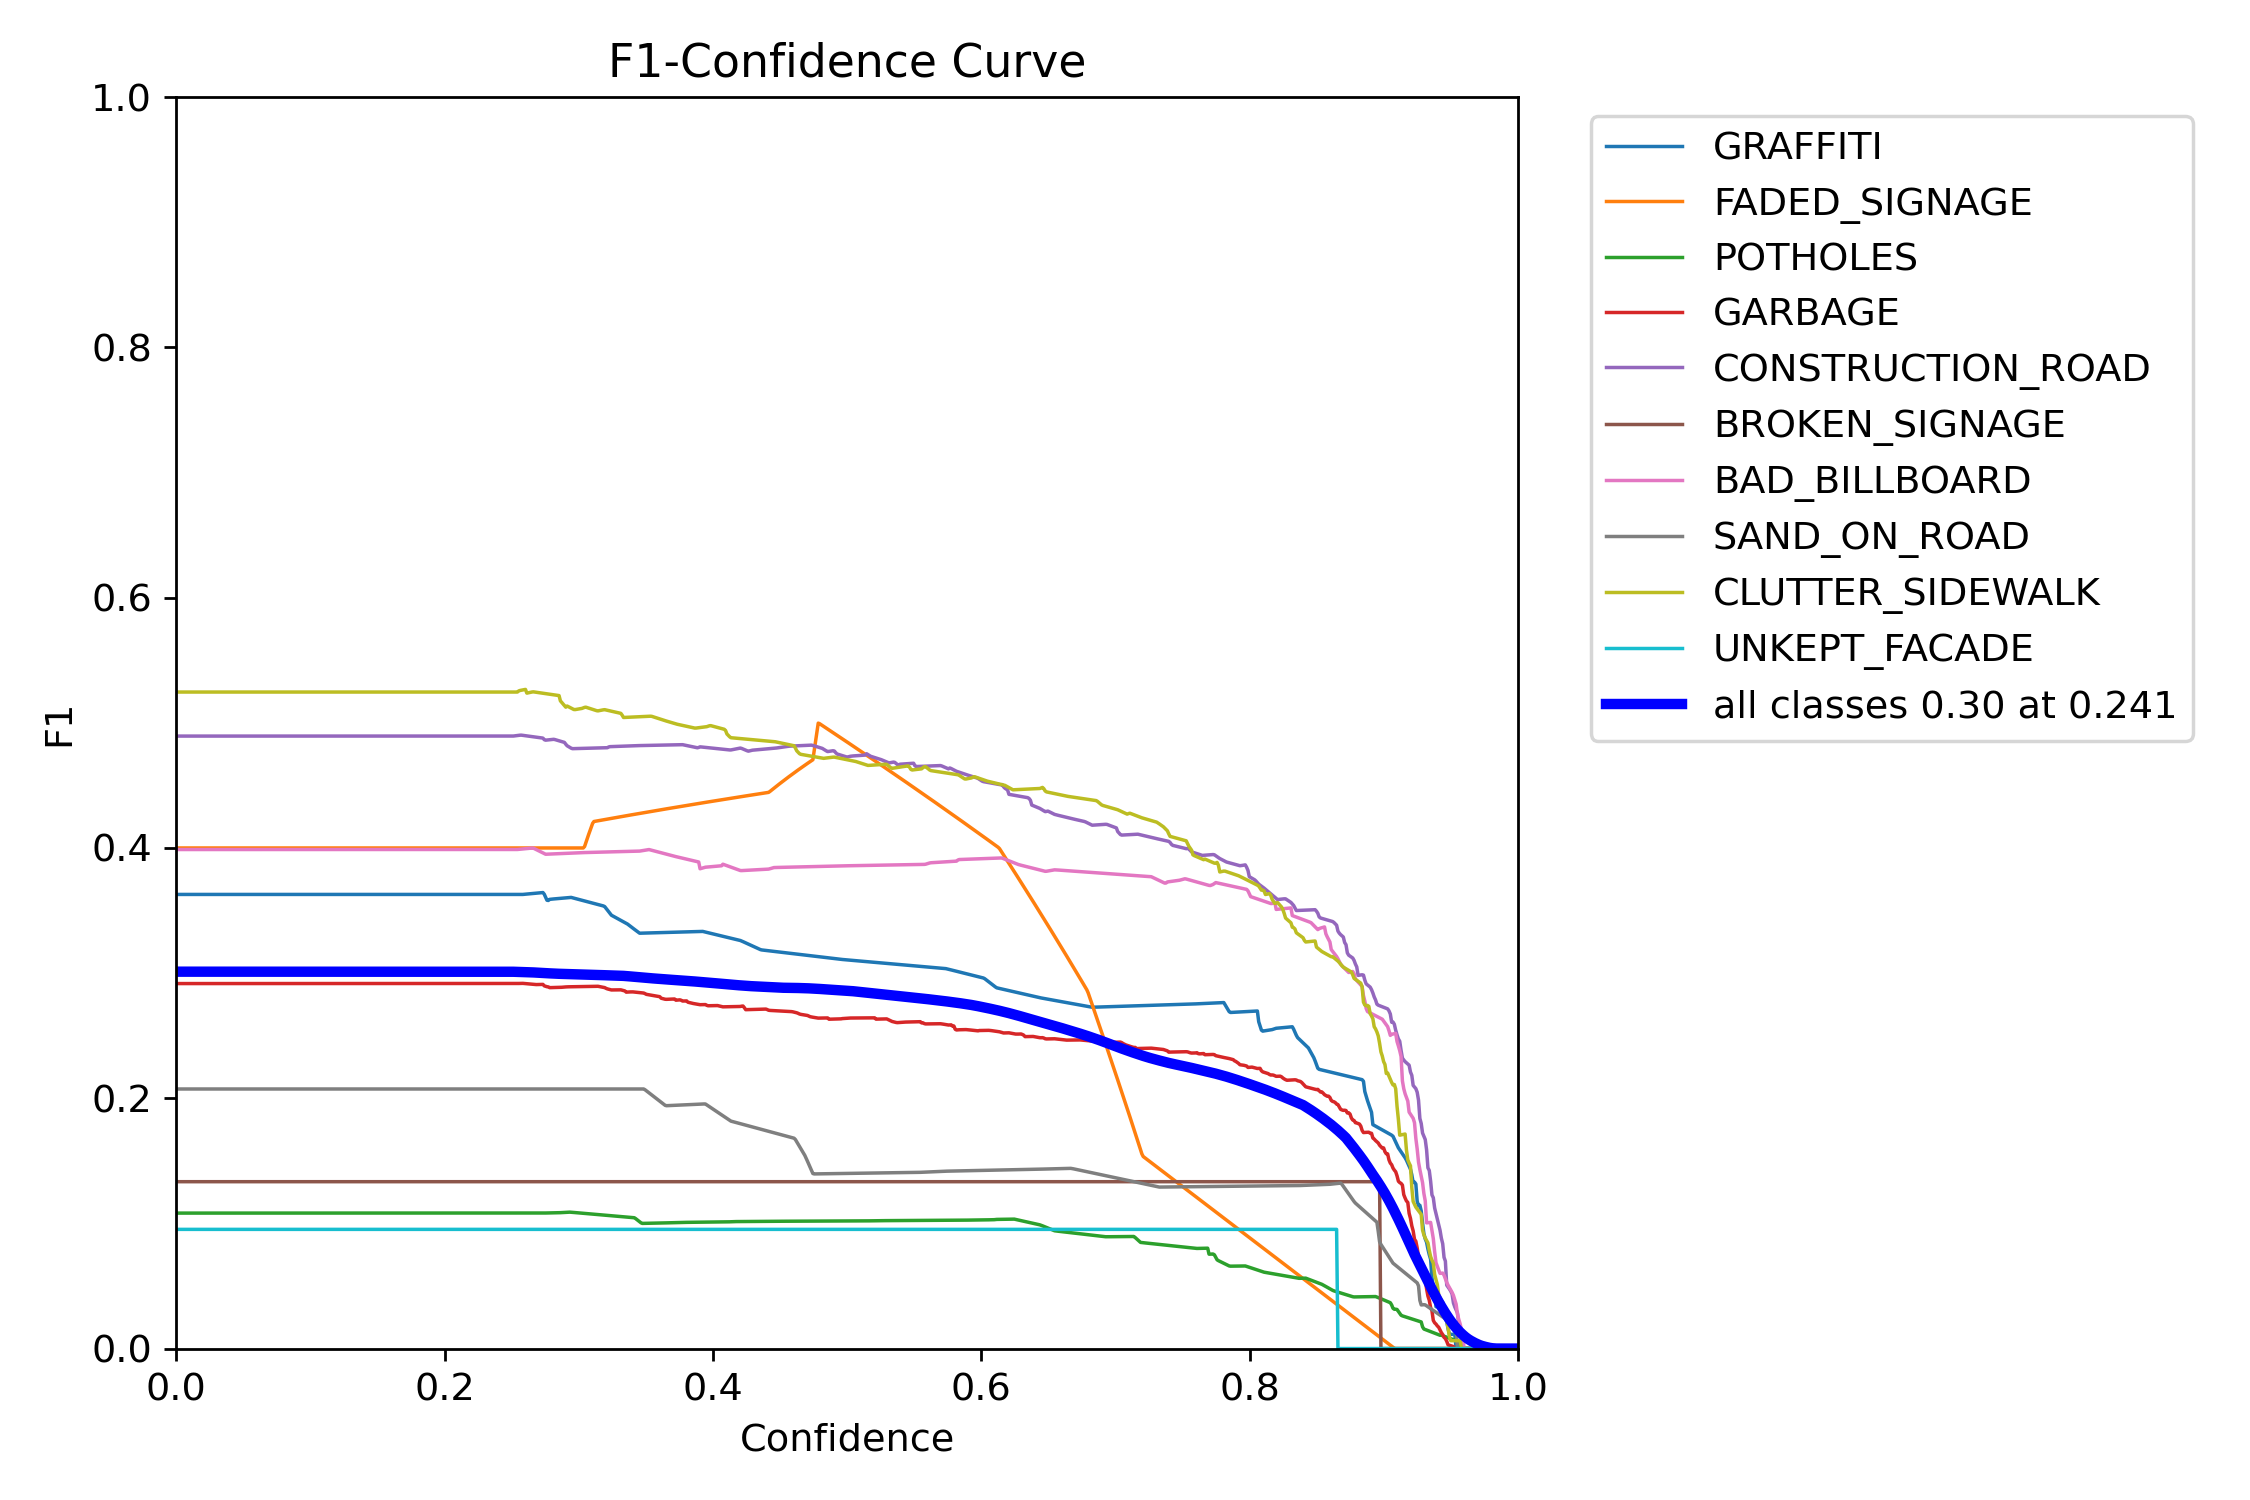 F1-Confidence Curve
1.0
0.8
0.6
0.4
0.2
0.0
F1
0.0 0.2 0.4 0.6 0.8 1.0
Confidence
GRAFFITI
FADED_SIGNAGE
POTHOLES
GARBAGE
CONSTRUCTION_ROAD
BROKEN_SIGNAGE
BAD_BILLBOARD
SAND_ON_ROAD
CLUTTER_SIDEWALK
UNKEPT_FACADE
all classes 0.30 at 0.241